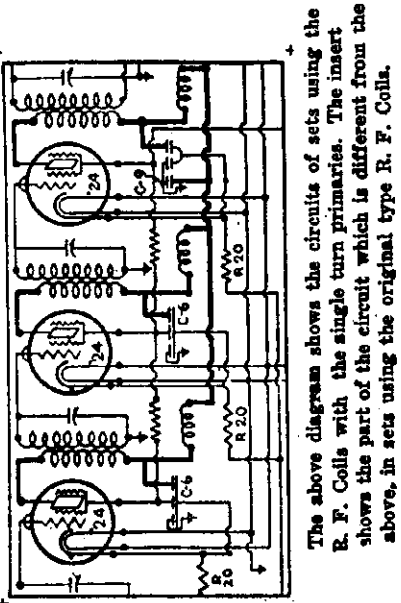 '24
'24
'24
C-6
C-6
C-9
R
20
R 20
R 20
The above diagram shows the circuits of sets using the
R. F. Coils with the single turn primaries. The insert
shows the part of the circuit which is different from the
above, in sets using the original type R. F. Coils.